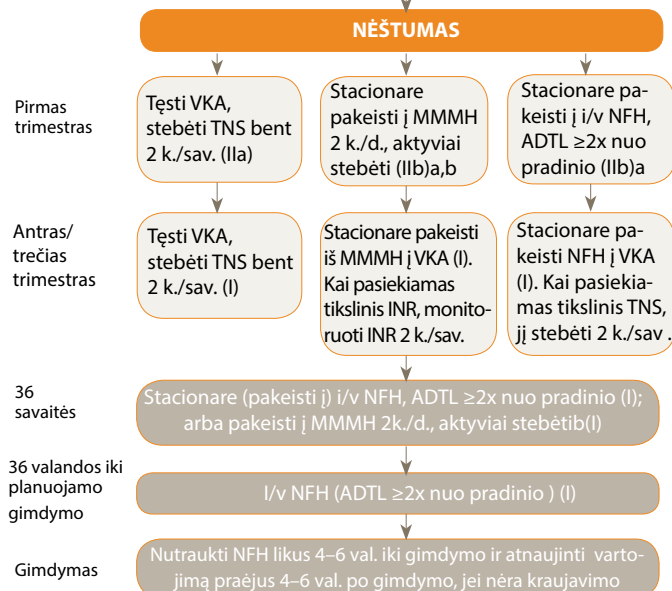 NĖŠTUMAS
Pirmas
trimestras
Tęsti VKA,
stebėti TNS bent
2 k./sav. (IIa)
Stacionare
pakeisti į MMMH
2 k./d., aktyviai
stebėti (IIb)a,b
Stacionare pa-
keisti į i/v NFH,
ADTL ≥2x nuo
pradinio (IIb)a
Antras/
trečias
trimestras
Tęsti VKA,
stebėti TNS bent
2 k./sav. (I)
Stacionare pakeisti
iš MMMH į VKA (I).
Kai pasiekiamas
tikslinis INR, monito-
ruoti INR 2 k./sav.
Stacionare pa-
keisti NFH į VKA
(I). Kai pasiekia-
mas tikslinis TNS,
jį stebėti 2 k./sav .
36
savaitės
Stacionare (pakeisti į) i/v NFH, ADTL ≥2x nuo pradinio (I);
arba pakeisti į MMMH 2k./d., aktyviai stebėtib(I)
36 valandos iki
planuojamo
gimdymo
I/v NFH (ADTL ≥2x nuo pradinio ) (I)
Gimdymas
Nutraukti NFH likus 4–6 val. iki gimdymo ir atnaujinti varto-
jimą praėjus 4–6 val. po gimdymo, jei nėra kraujavimo